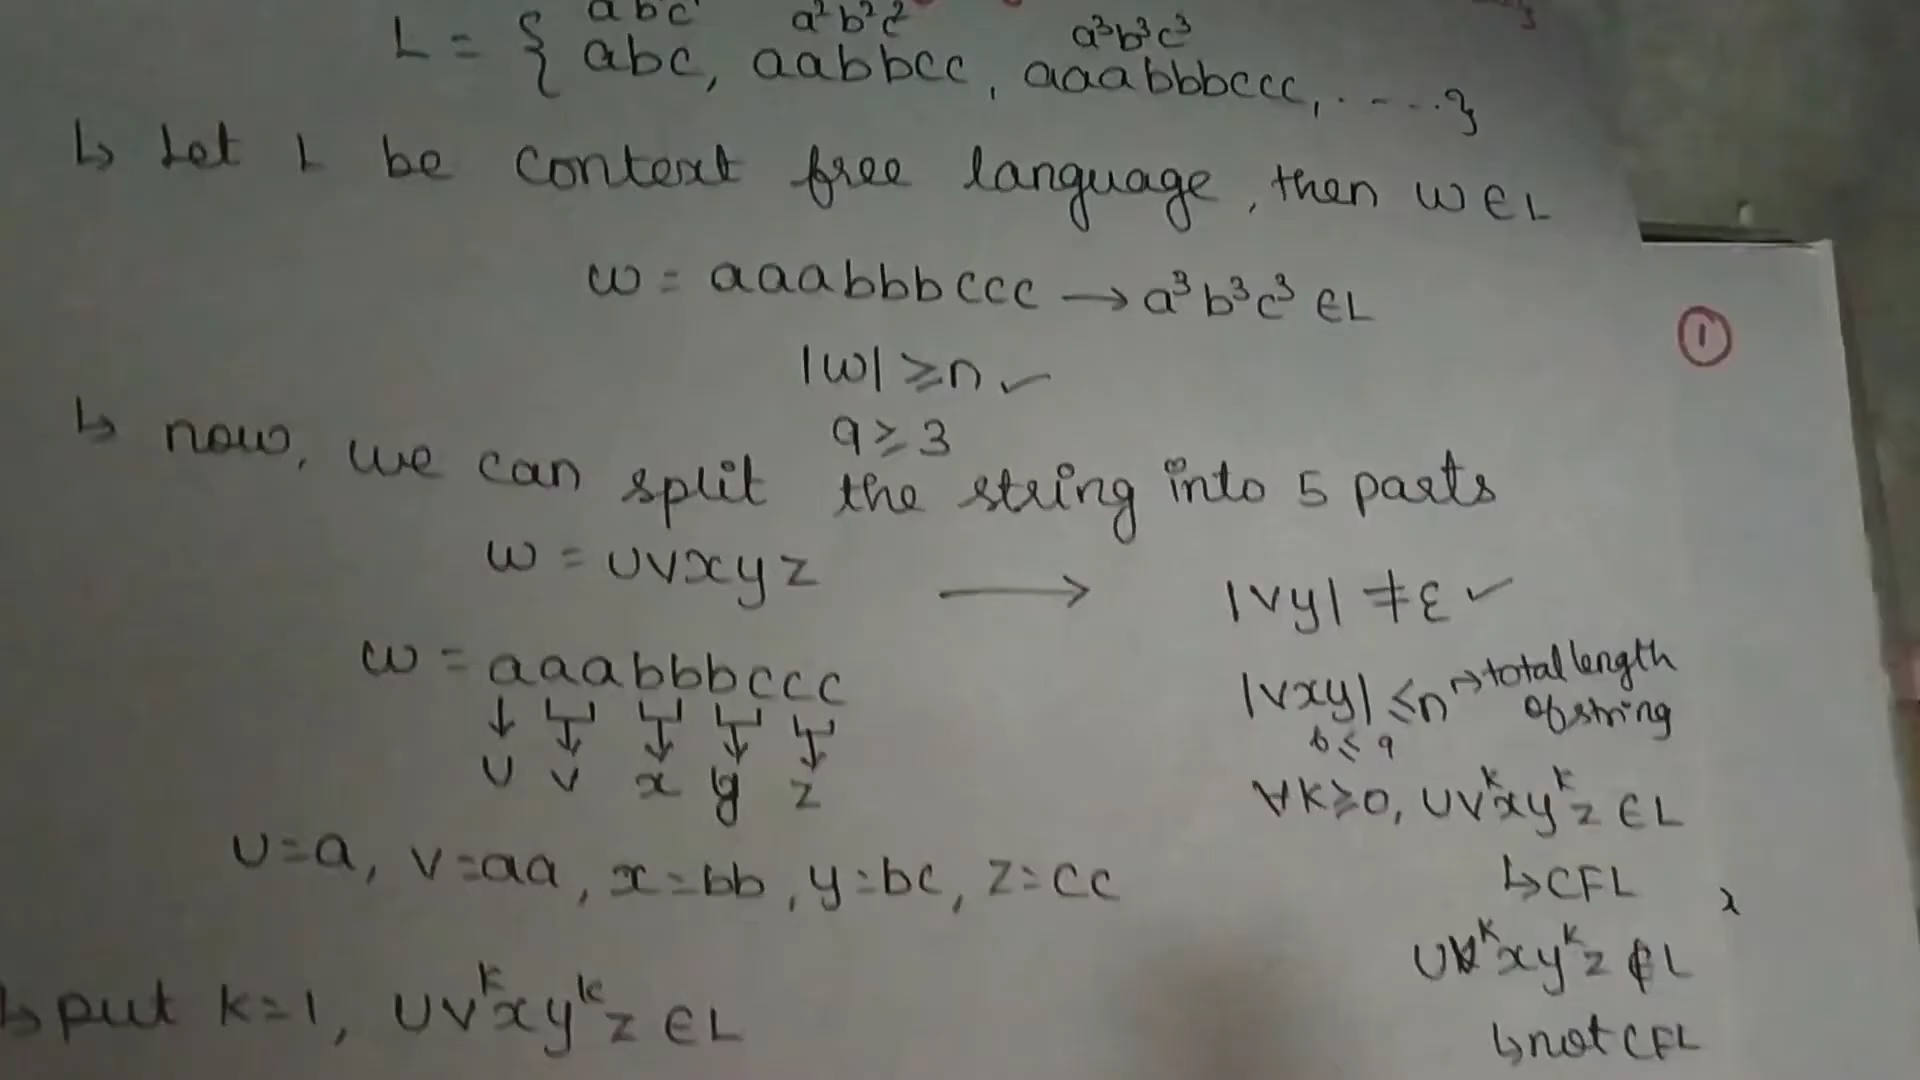 abc a²b²c² a³b³c³
L = { abc, aabbcc, aaabbbccc, .....}
↳ Let L be context free language, then w ∈ L
w = aaabbbccc → a³b³c³ ∈ L
①
|w| ≥ n ✓
9 ≥ 3
↳ now, we can split the string into 5 parts
w = uvxyz → |vy| ≠ ε ✓
w = aaabbbccc
|vxy| ≤ n → total length of string
6 ≤ 9
u v x y z
∀k ≥ 0, uvᵏxyᵏz ∈ L
u = a, v = aa, x = bb, y = bc, z = cc
↳ CFL
uvᵏxyᵏz ∉ L
↳ put k = 1, uvᵏxyᵏz ∈ L
↳ not CFL